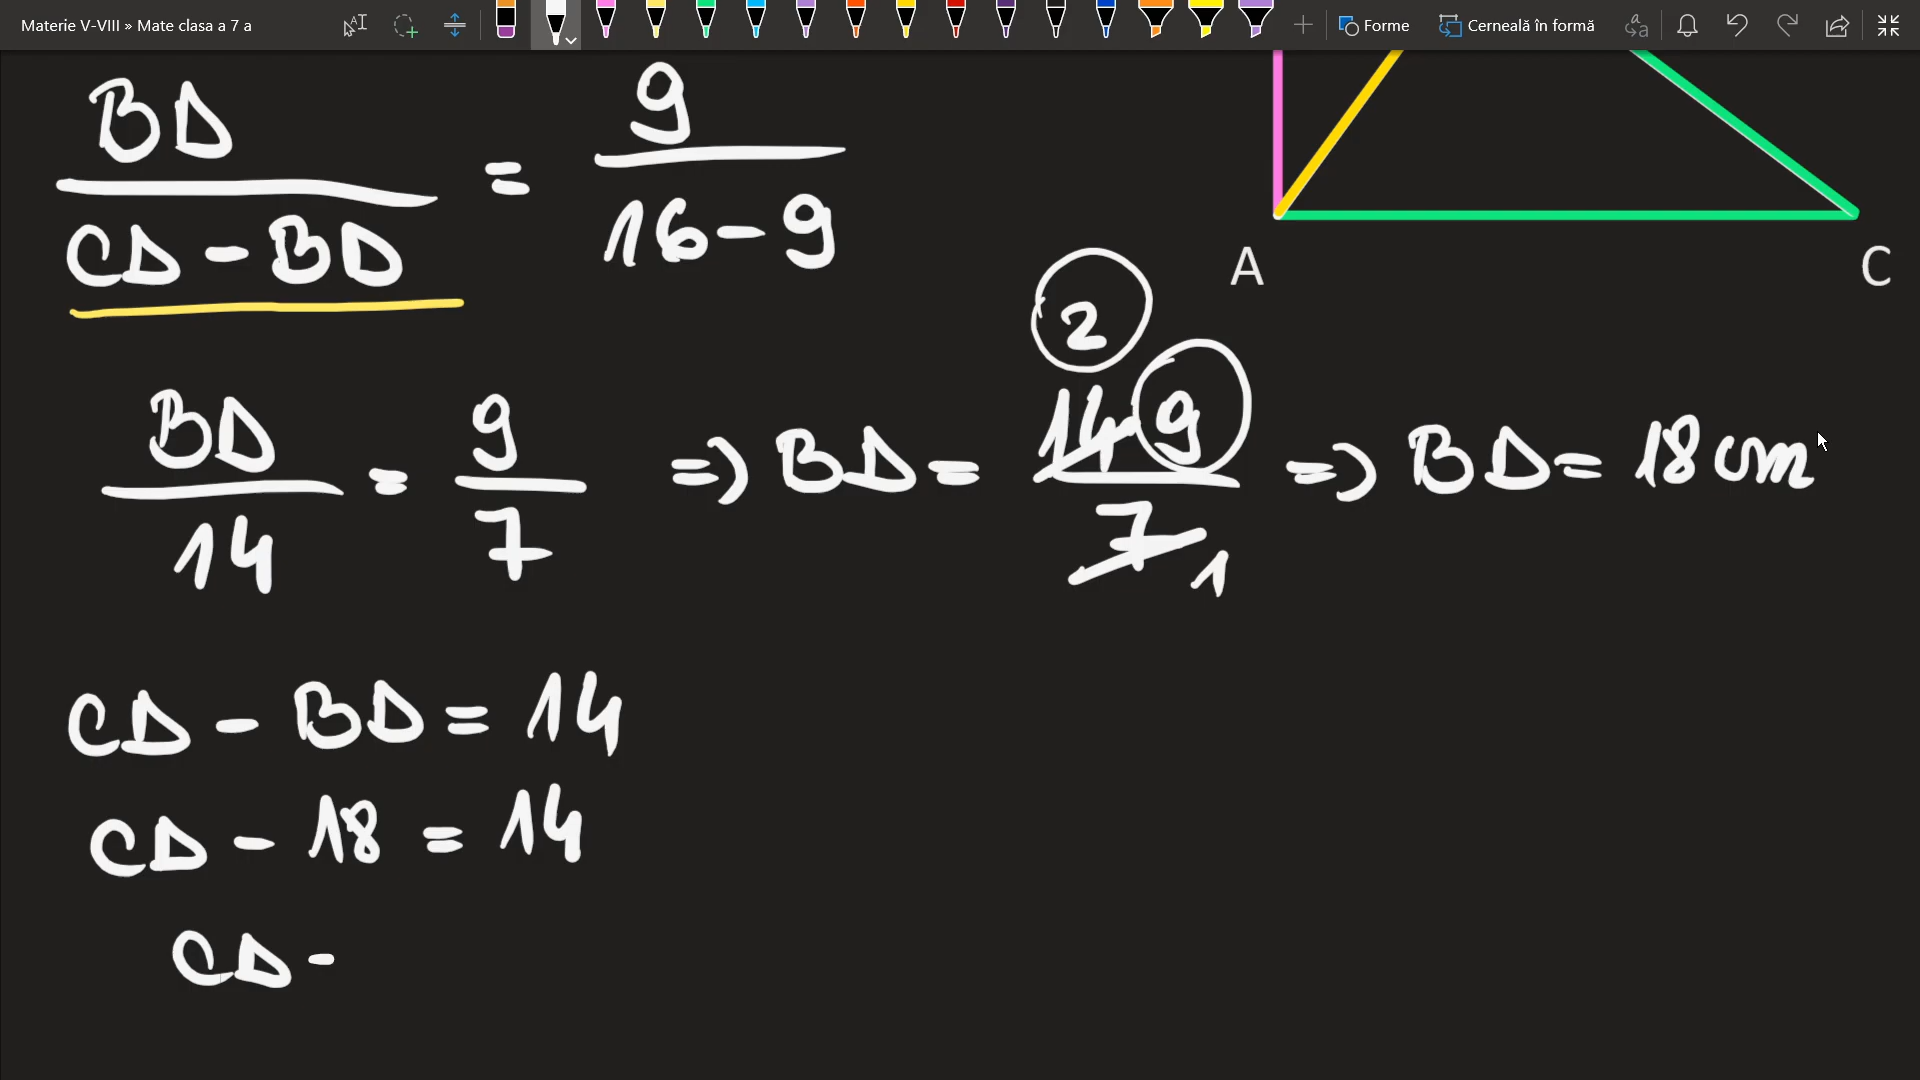 Materie V-VIII » Mate clasa a 7 a
Forme
Cerneală în formă
BD / CD - BD = 9 / 16 - 9
A
C
BD / 14 = 9 / 7 => BD = 14 9 / 7 => BD = 18 cm
2
1
CD - BD = 14
CD - 18 = 14
CD -